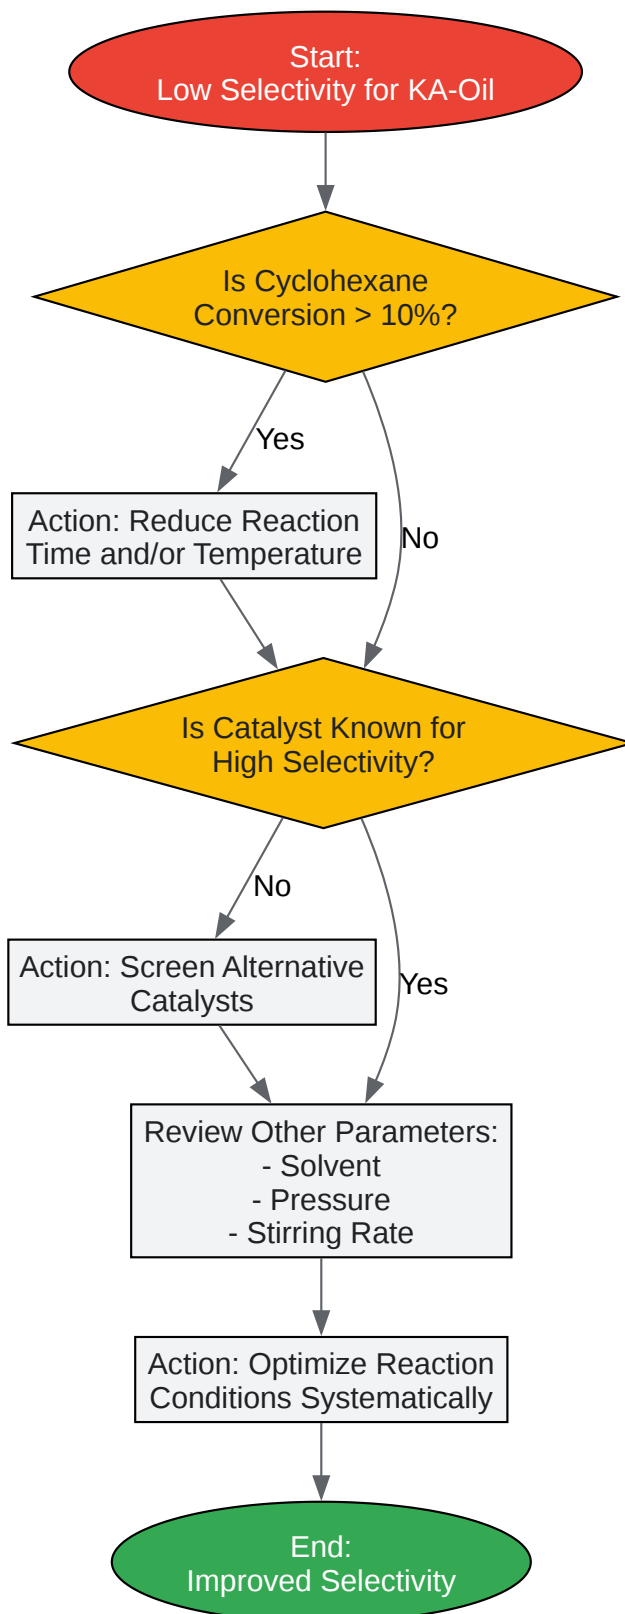 Start:
Low Selectivity for KA-Oil
Is Cyclohexane
Conversion > 10%?
Yes
Action: Reduce Reaction
Time and/or Temperature
No
Is Catalyst Known for
High Selectivity?
No
Action: Screen Alternative
Catalysts
Yes
Review Other Parameters:
- Solvent
- Pressure
- Stirring Rate
Action: Optimize Reaction
Conditions Systematically
End:
Improved Selectivity